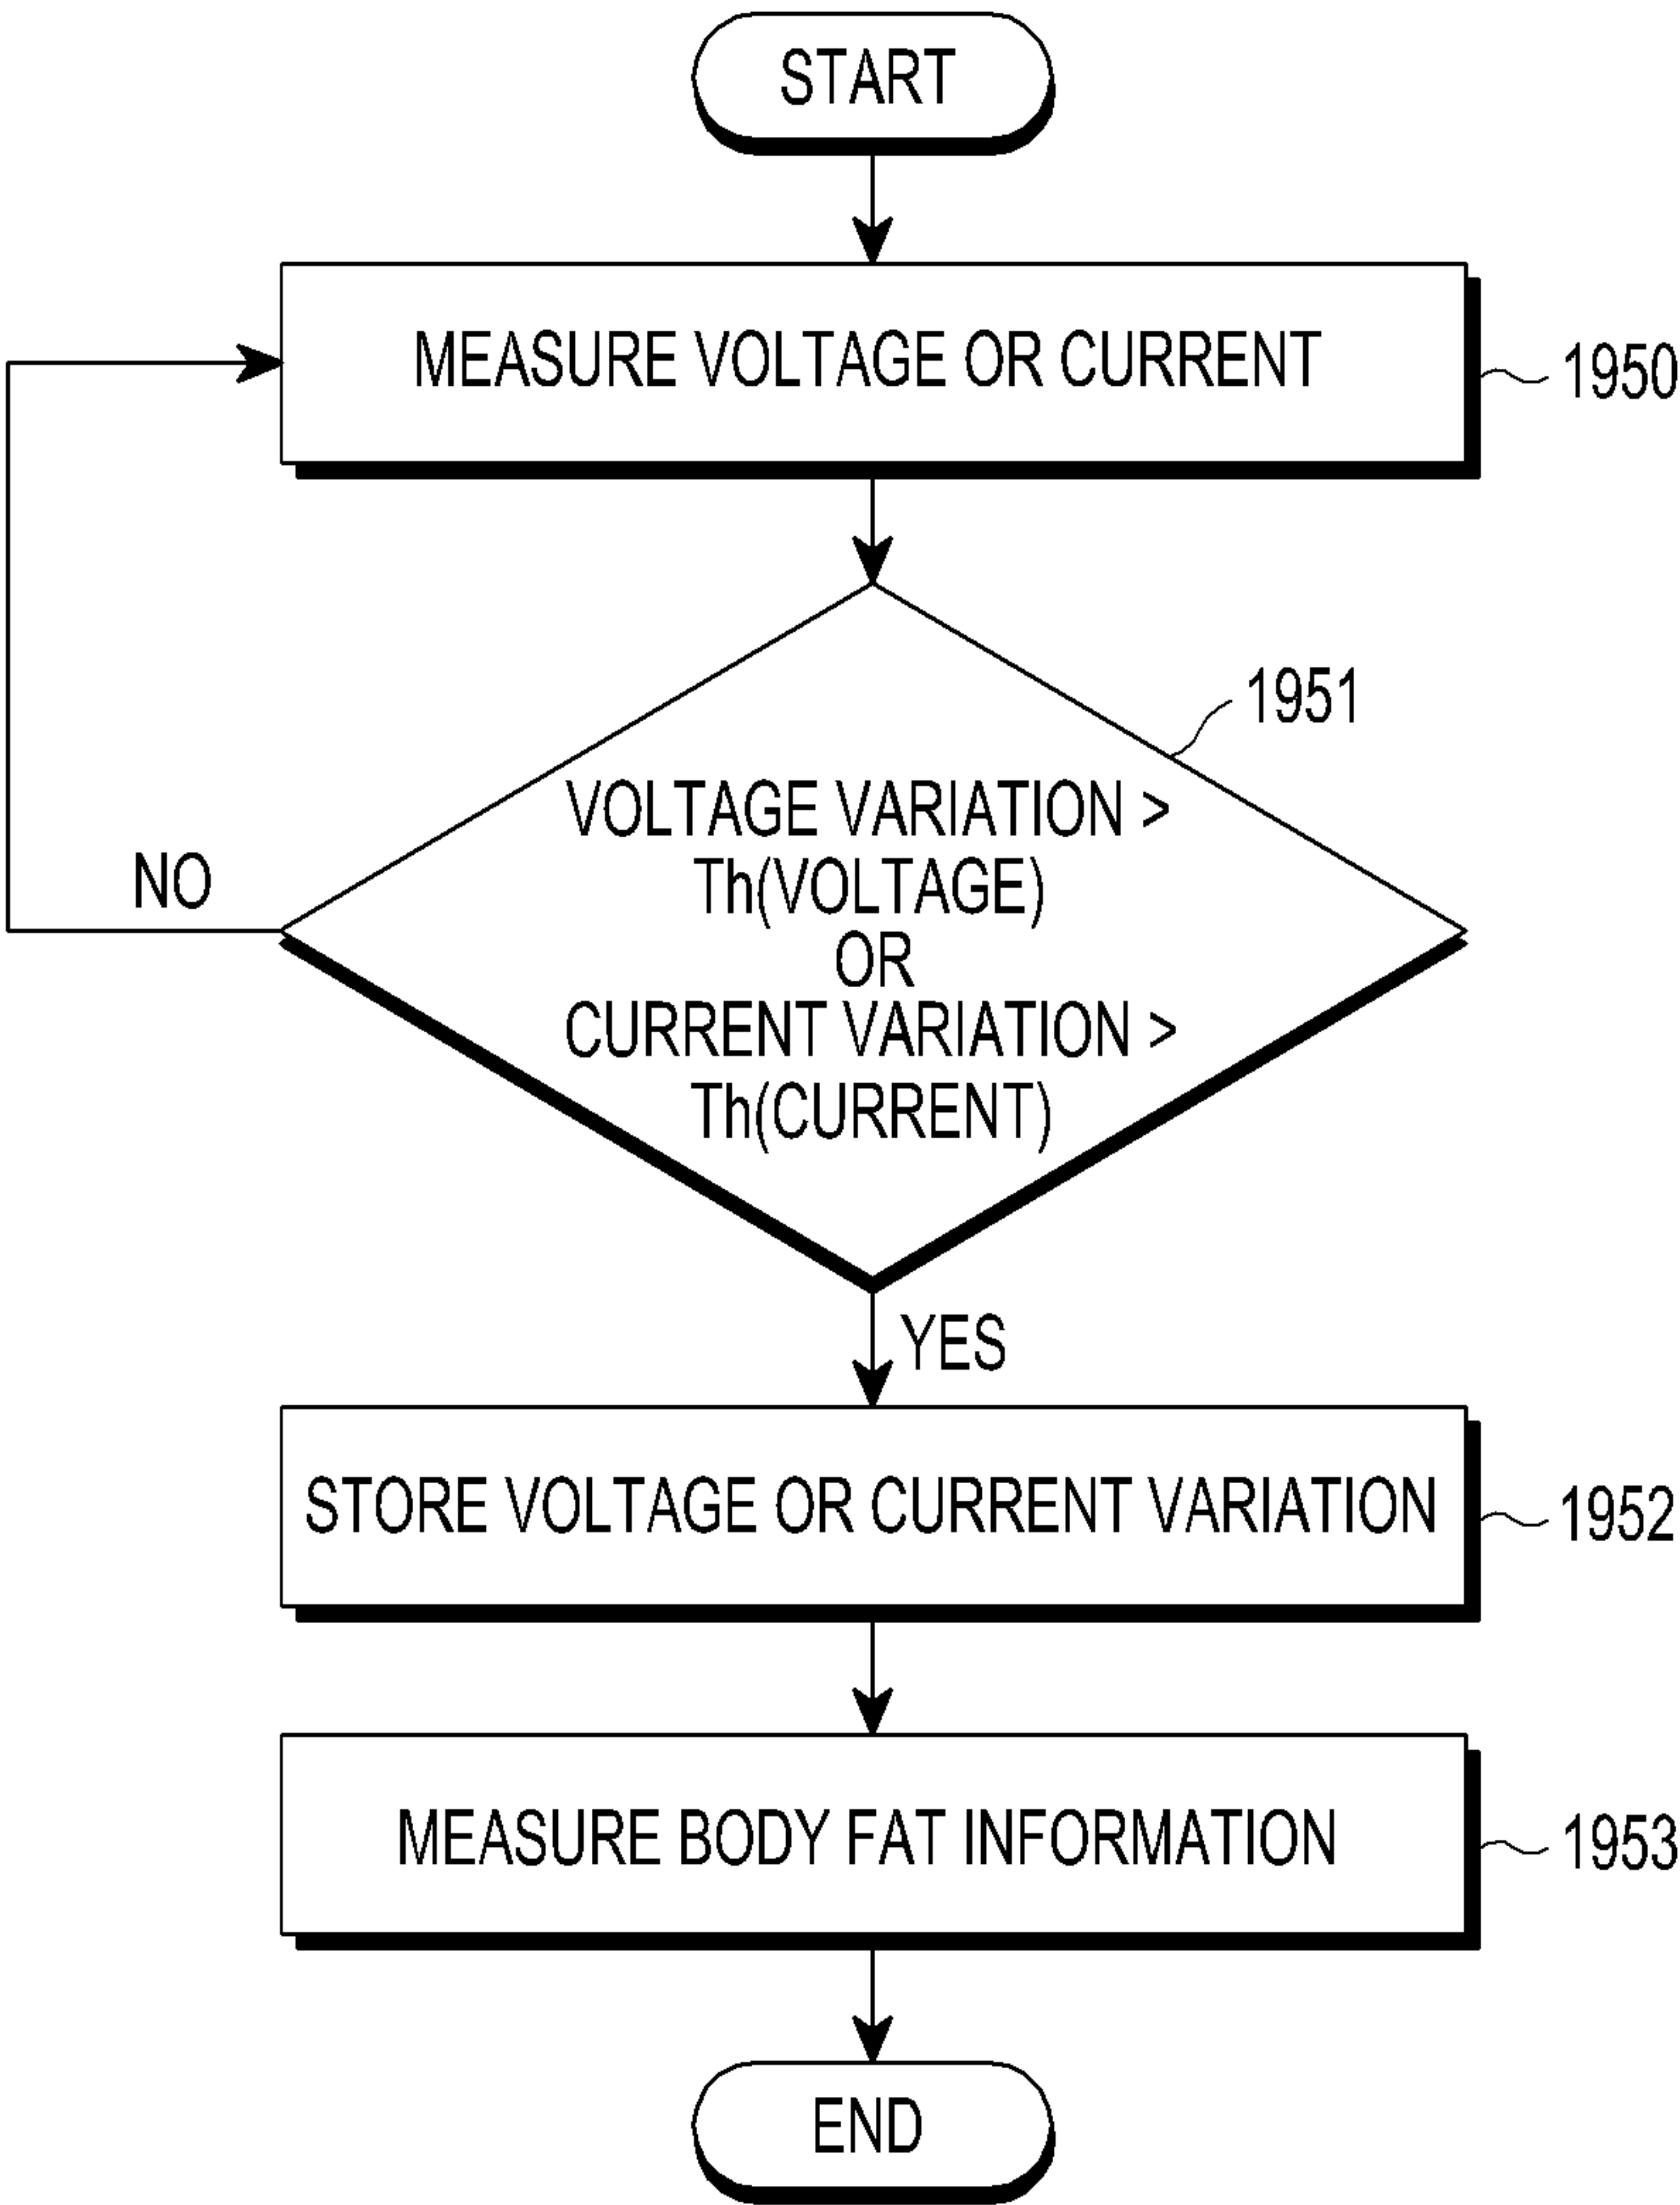 START
MEASURE VOLTAGE OR CURRENT
1950
1951
VOLTAGE VARIATION >
Th(VOLTAGE)
OR
CURRENT VARIATION >
Th(CURRENT)
NO
YES
STORE VOLTAGE OR CURRENT VARIATION
1952
MEASURE BODY FAT INFORMATION
1953
END